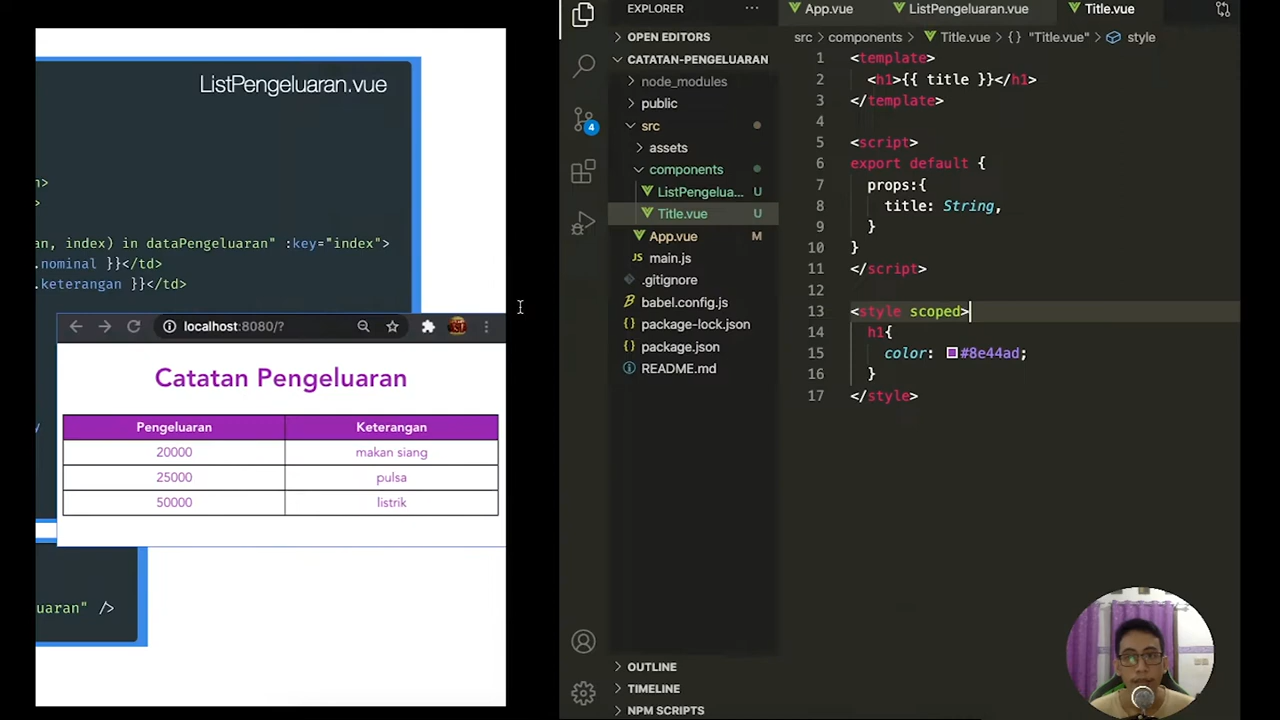 ListPengeluaran.vue
an, index) in dataPengeluaran" :key="index">
.nominal }}</td>
.keterangan }}</td>
localhost:8080/?
Catatan Pengeluaran
Pengeluaran Keterangan
20000 makan siang
25000 pulsa
50000 listrik
uaran" />
EXPLORER
OPEN EDITORS
CATATAN-PENGELUARAN
node_modules
public
src
assets
components
ListPengelua... U
Title.vue U
App.vue M
main.js
.gitignore
babel.config.js
package-lock.json
package.json
README.md
OUTLINE
TIMELINE
NPM SCRIPTS
4
App.vue ListPengeluaran.vue Title.vue
src > components > Title.vue > {} "Title.vue" > style
1 <template>
2 <h1>{{ title }}</h1>
3 </template>
4
5 <script>
6 export default {
7 props:{
8 title: String,
9 }
10 }
11 </script>
12
13 <style scoped>
14 h1{
15 color: #8e44ad;
16 }
17 </style>